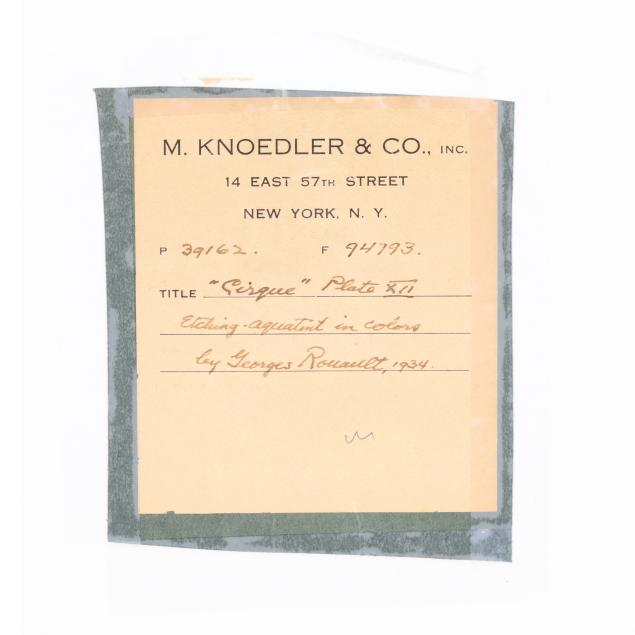 M. KNOEDLER & CO., INC.
14 EAST 57TH STREET
NEW YORK, N. Y.
P 39162. F 94793.
TITLE "Cirque" Plate XII
Etching-aquatint in colors
by Georges Rouault, 1934.